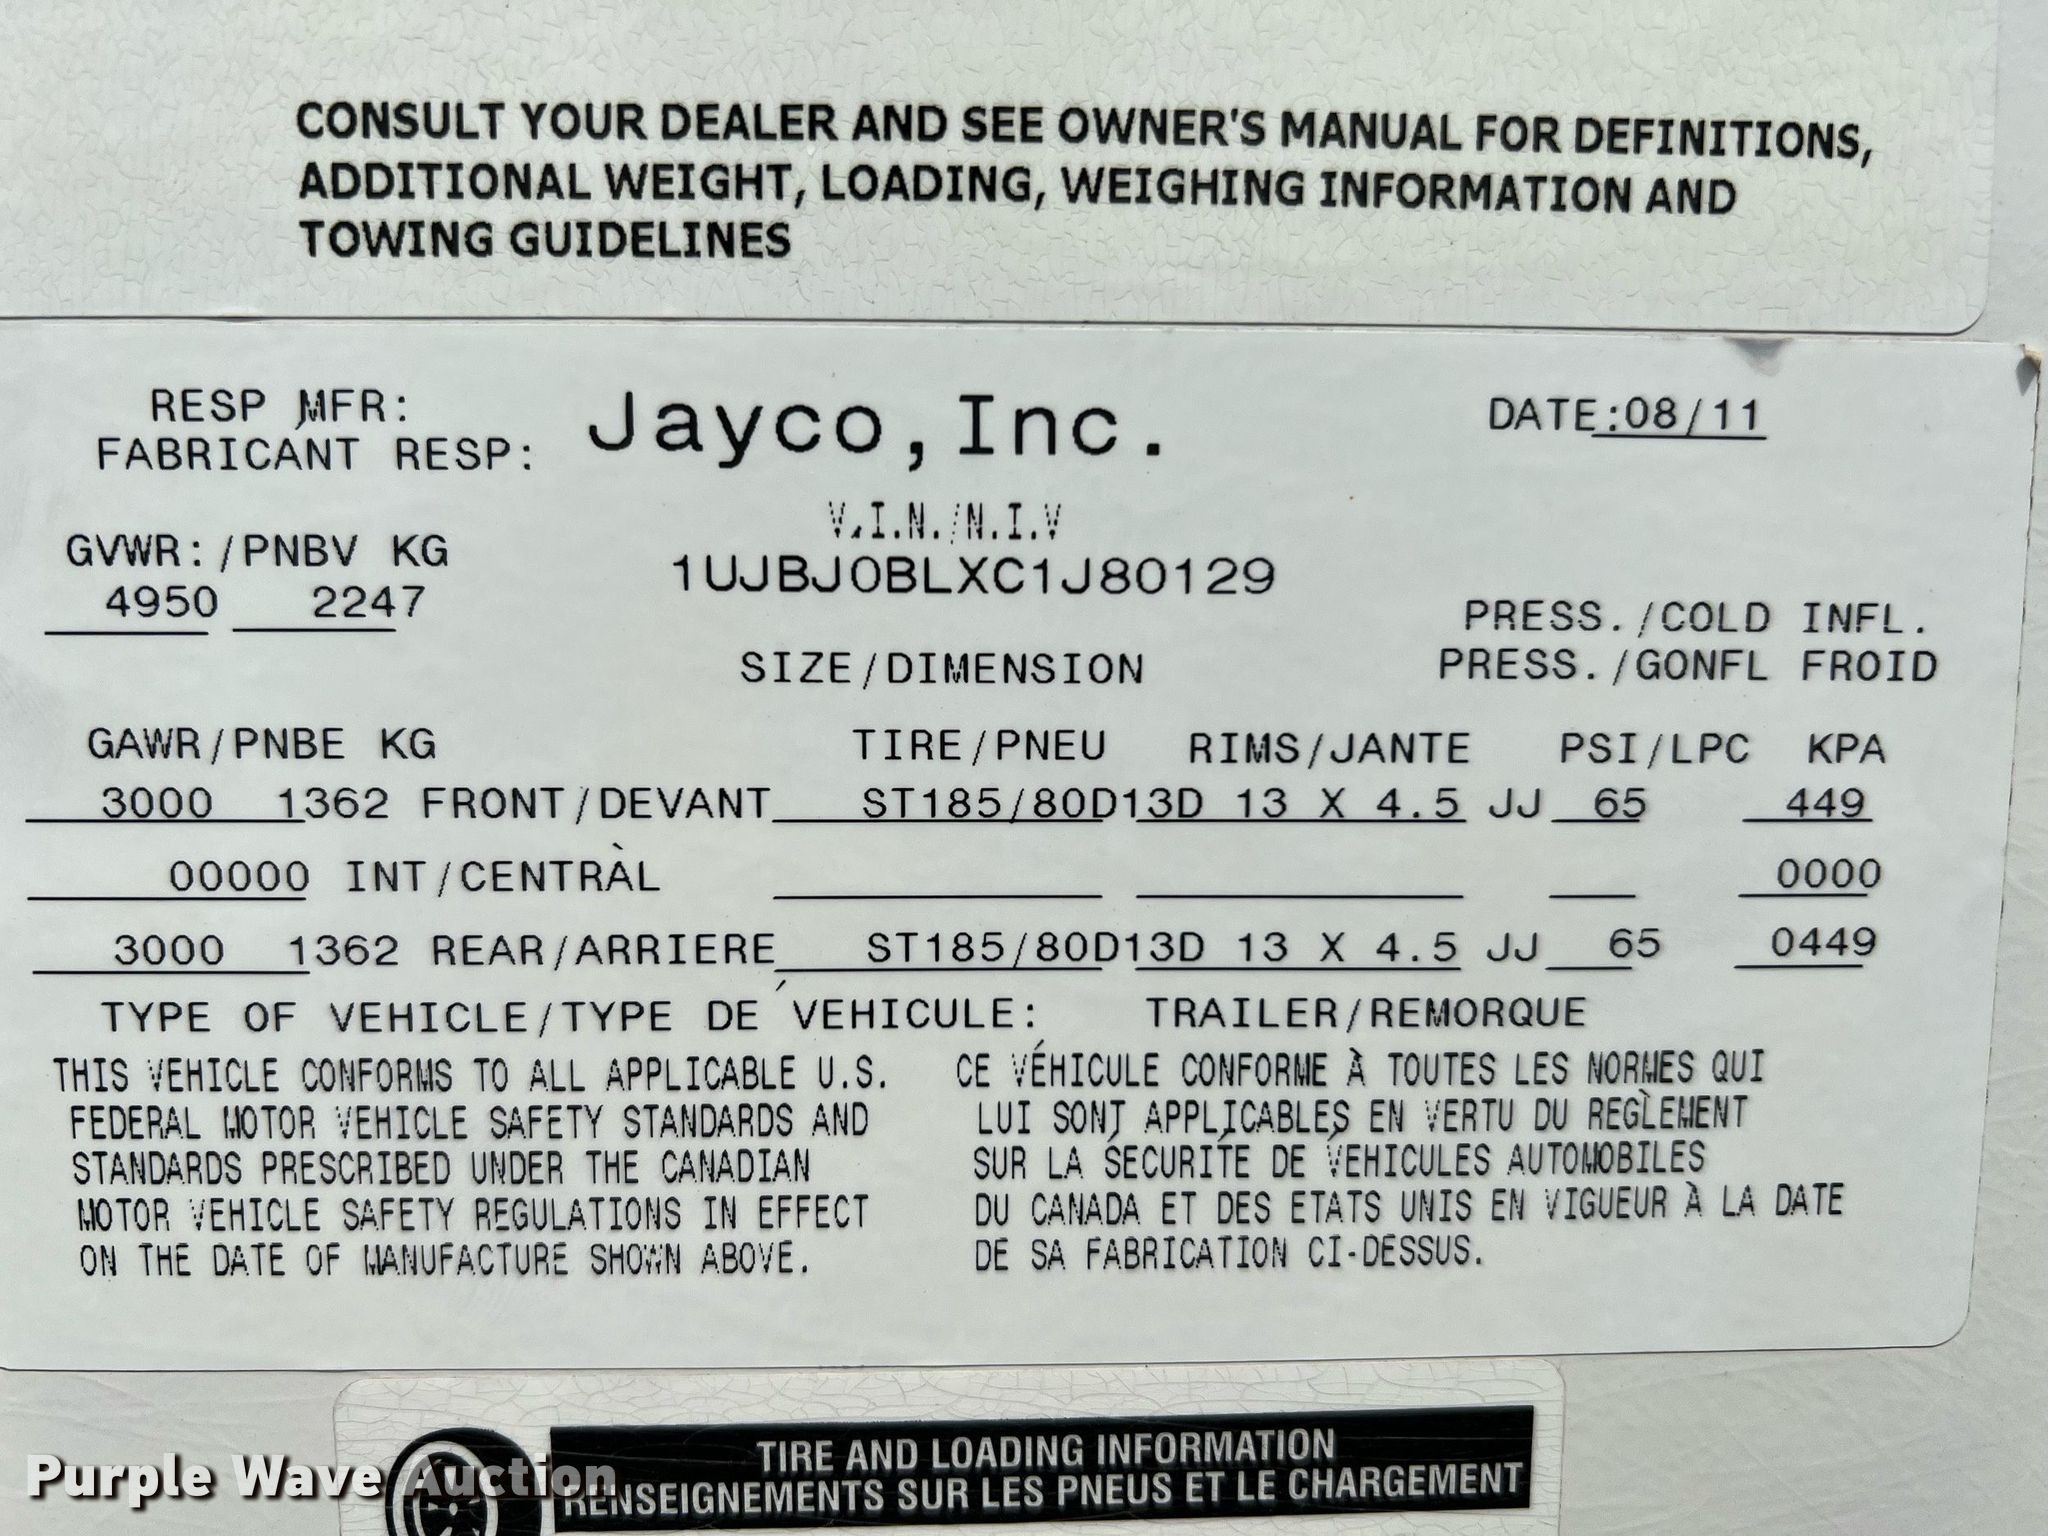 CONSULT YOUR DEALER AND SEE OWNER'S MANUAL FOR DEFINITIONS,
ADDITIONAL WEIGHT, LOADING, WEIGHING INFORMATION AND
TOWING GUIDELINES
RESP MFR:
FABRICANT RESP: Jayco, Inc. DATE:08/11
V.I.N./N.I.V
GVWR:/PNBV KG 1UJBJ0BLXC1J80129
4950 2247
PRESS./COLD INFL.
SIZE/DIMENSION PRESS./GONFL FROID
GAWR/PNBE KG TIRE/PNEU RIMS/JANTE PSI/LPC KPA
3000 1362 FRONT/DEVANT ST185/80D13D 13 X 4.5 JJ 65 449
00000 INT/CENTRÀL 0000
3000 1362 REAR/ARRIERE ST185/80D13D 13 X 4.5 JJ 65 0449
TYPE OF VEHICLE/TYPE DE VEHICULE: TRAILER/REMORQUE
THIS VEHICLE CONFORMS TO ALL APPLICABLE U.S.
FEDERAL MOTOR VEHICLE SAFETY STANDARDS AND
STANDARDS PRESCRIBED UNDER THE CANADIAN
MOTOR VEHICLE SAFETY REGULATIONS IN EFFECT
ON THE DATE OF MANUFACTURE SHOWN ABOVE.
CE VÉHICULE CONFORME À TOUTES LES NORMES QUI
LUI SONT APPLICABLES EN VERTU DU REGLÈMENT
SUR LA SÉCURITÉ DE VÉHICULES AUTOMOBILES
DU CANADA ET DES ETATS UNIS EN VIGUEUR À LA DATE
DE SA FABRICATION CI-DESSUS.
TIRE AND LOADING INFORMATION
RENSEIGNEMENTS SUR LES PNEUS ET LE CHARGEMENT
Purple Wave Auction